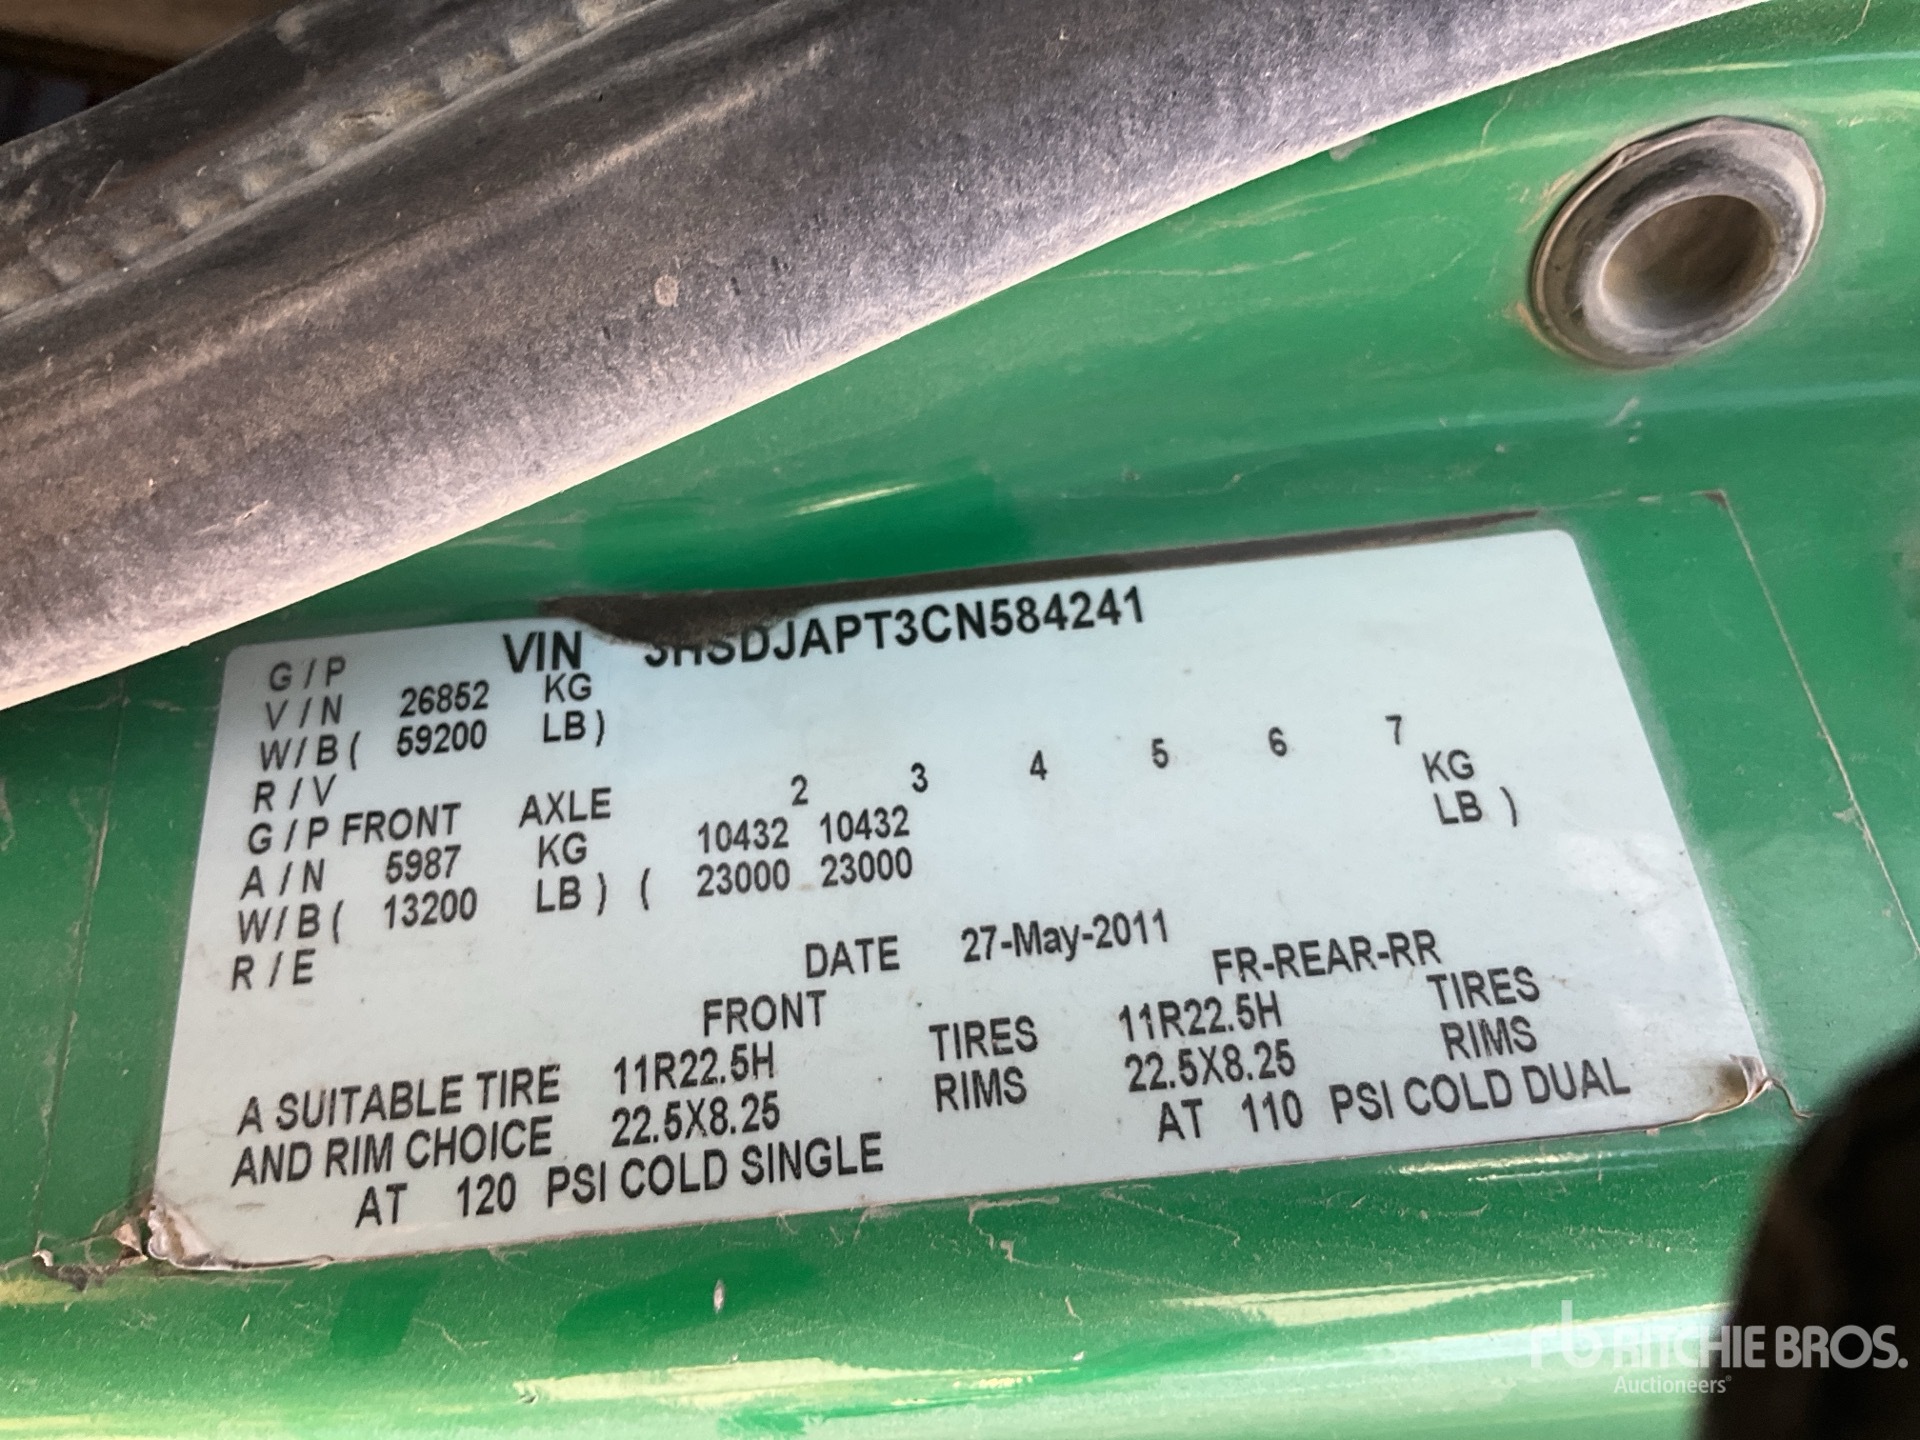 VIN 3HSDJAPT3CN584241
G/P
V/N 26852 KG
W/B( 59200 LB)
R/V
2 3 4 5 6 7
G/P FRONT AXLE
A/N 5987 KG 10432 10432 KG
W/B( 13200 LB) ( 23000 23000 LB )
R/E
DATE 27-May-2011
FRONT FR-REAR-RR
A SUITABLE TIRE 11R22.5H TIRES 11R22.5H TIRES
AND RIM CHOICE 22.5X8.25 RIMS 22.5X8.25 RIMS
AT 120 PSI COLD SINGLE AT 110 PSI COLD DUAL
rb RITCHIE BROS.
Auctioneers®